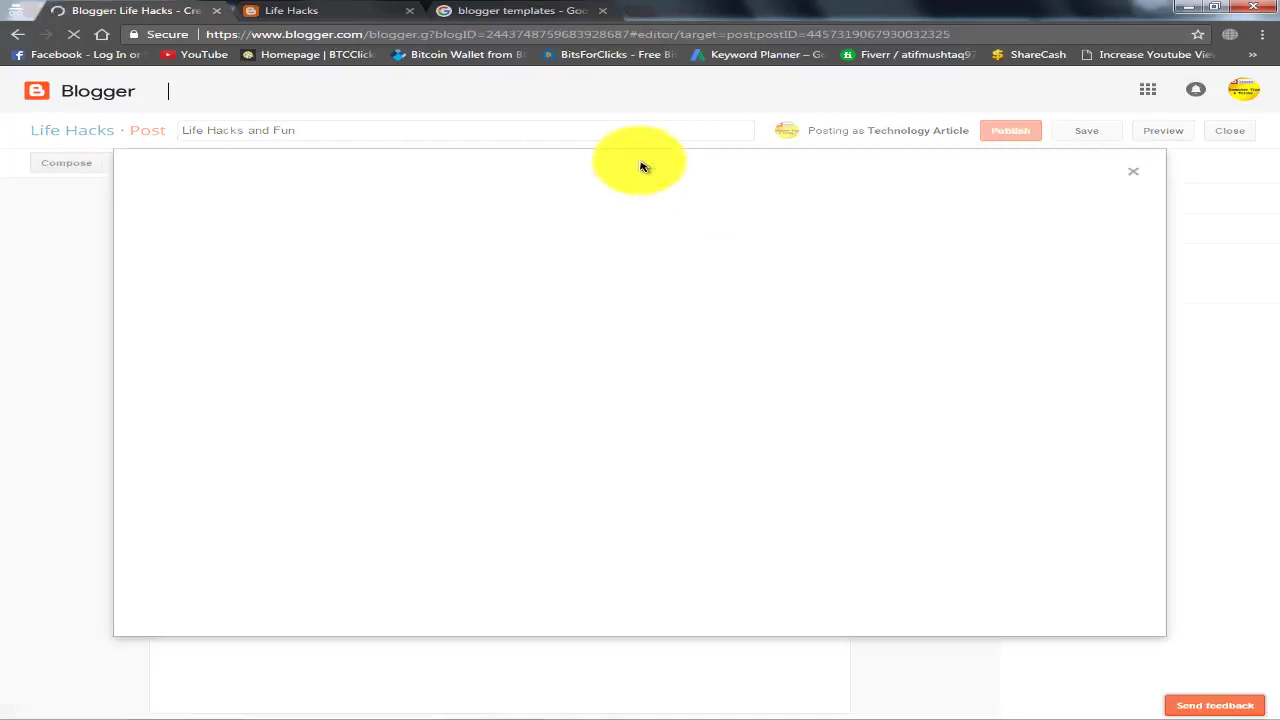 Blogger: Life Hacks - Cre
Life Hacks
blogger templates - Goo
Secure
https://www.blogger.com/blogger.g?blogID=2443748759683928687#editor/target=post;postID=4457319067930032325
Facebook - Log In or
YouTube
Homepage | BTCClick
Bitcoin Wallet from Bt
BitsForClicks - Free Bi
Keyword Planner – Go
Fiverr / atifmushtaq97
ShareCash
Increase Youtube View
»
Blogger
Life Hacks · Post
Life Hacks and Fun
Posting as Technology Article
Publish
Save
Preview
Close
Compose
Send feedback